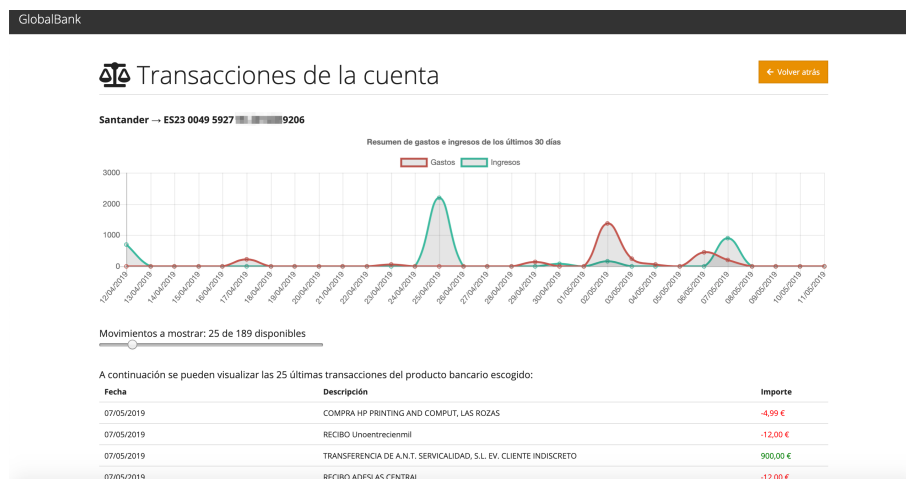 GlobalBank
Transacciones de la cuenta
← Volver atrás
Santander → ES23 0049 5927 9206
Resumen de gastos e ingresos de los últimos 30 días
Gastos Ingresos
3000
2000
1000
0
12/04/2019 13/04/2019 14/04/2019 15/04/2019 16/04/2019 17/04/2019 18/04/2019 19/04/2019 20/04/2019 21/04/2019 22/04/2019 23/04/2019 24/04/2019 25/04/2019 26/04/2019 27/04/2019 28/04/2019 29/04/2019 30/04/2019 01/05/2019 02/05/2019 03/05/2019 04/05/2019 05/05/2019 06/05/2019 07/05/2019 08/05/2019 09/05/2019 10/05/2019 11/05/2019
Movimientos a mostrar: 25 de 189 disponibles
A continuación se pueden visualizar las 25 últimas transacciones del producto bancario escogido:
Fecha Descripción Importe
07/05/2019 COMPRA HP PRINTING AND COMPUT, LAS ROZAS -4,99 €
07/05/2019 RECIBO Unoentrecienmil -12,00 €
07/05/2019 TRANSFERENCIA DE A.N.T. SERVICALIDAD, S.L. EV. CLIENTE INDISCRETO 900,00 €
07/05/2019 RECIBO ADESLAS CENTRAL -12,00 €